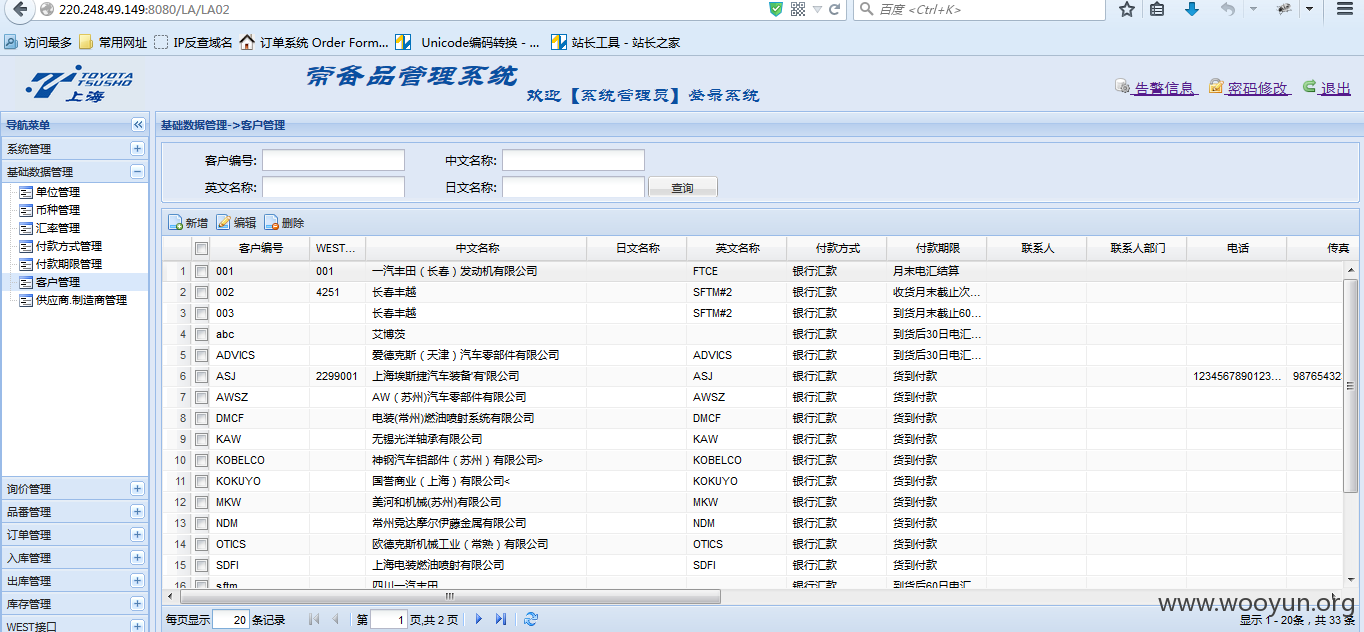 220.248.49.149:8080/LA/LA02
百度 <Ctrl+K>
访问最多 常用网址 IP反查域名 订单系统 Order Form... Unicode编码转换 - ... 站长工具 - 站长之家
TOYOTA TSUSHO 上海
常备品管理系统
欢迎【系统管理员】登录系统
告警信息 密码修改 退出
导航菜单
系统管理
基础数据管理
单位管理
币种管理
汇率管理
付款方式管理
付款期限管理
客户管理
供应商.制造商管理
询价管理
品番管理
订单管理
入库管理
出库管理
库存管理
WEST接口
基础数据管理->客户管理
客户编号: 中文名称:
英文名称: 日文名称: 查询
新增 编辑 删除
客户编号 WEST... 中文名称 日文名称 英文名称 付款方式 付款期限 联系人 联系人部门 电话 传真
1 001 001 一汽丰田（长春）发动机有限公司 FTCE 银行汇款 月末电汇结算
2 002 4251 长春丰越 SFTM#2 银行汇款 收货月末截止次...
3 003 长春丰越 SFTM#2 银行汇款 到货月末截止60...
4 abc 艾博茨 银行汇款 到货后30日电汇...
5 ADVICS 爱德克斯（天津）汽车零部件有限公司 ADVICS 银行汇款 到货后30日电汇...
6 ASJ 2299001 上海埃斯捷汽车装备'有'限公司 ASJ 银行汇款 货到付款 1234567890123... 98765432
7 AWSZ AW（苏州)汽车零部件有限公司 AWSZ 银行汇款 货到付款
8 DMCF 电装(常州)燃油喷射系统有限公司 DMCF 银行汇款 货到付款
9 KAW 无锡光洋轴承有限公司 KAW 银行汇款 货到付款
10 KOBELCO 神钢汽车铝部件（苏州）有限公司> KOBELCO 银行汇款 货到付款
11 KOKUYO 国誉商业（上海）有限公司< KOKUYO 银行汇款 货到付款
12 MKW 美河和机械(苏州)有限公司 MKW 银行汇款 货到付款
13 NDM 常州竞达摩尔伊藤金属有限公司 NDM 银行汇款 货到付款
14 OTICS 欧德克斯机械工业（常熟）有限公司 OTICS 银行汇款 货到付款
15 SDFI 上海电装燃油喷射有限公司 SDFI 银行汇款 货到付款
16 sftm 四川一汽丰田 银行汇款 到货后60日电汇
每页显示 20 条记录 第 1 页,共 2 页 显示 1 - 20条，共 33 条
www.wooyun.org